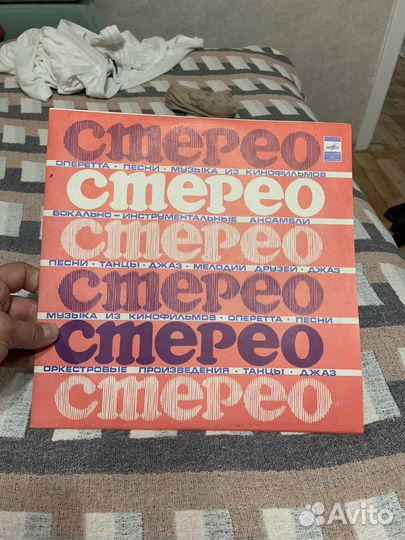 стерео
ОПЕРЕТТА • ПЕСНИ • МУЗЫКА ИЗ КИНОФИЛЬМОВ
стерео
ВОКАЛЬНО-ИНСТРУМЕНТАЛЬНЫЕ АНСАМБЛИ
стерео
ПЕСНИ • ТАНЦЫ • ДЖАЗ • МЕЛОДИИ ДРУЗЕЙ • ДЖАЗ
стерео
МУЗЫКА ИЗ КИНОФИЛЬМОВ • ОПЕРЕТТА • ПЕСНИ
стерео
ОРКЕСТРОВЫЕ ПРОИЗВЕДЕНИЯ • ТАНЦЫ • ДЖАЗ
стерео
Avito